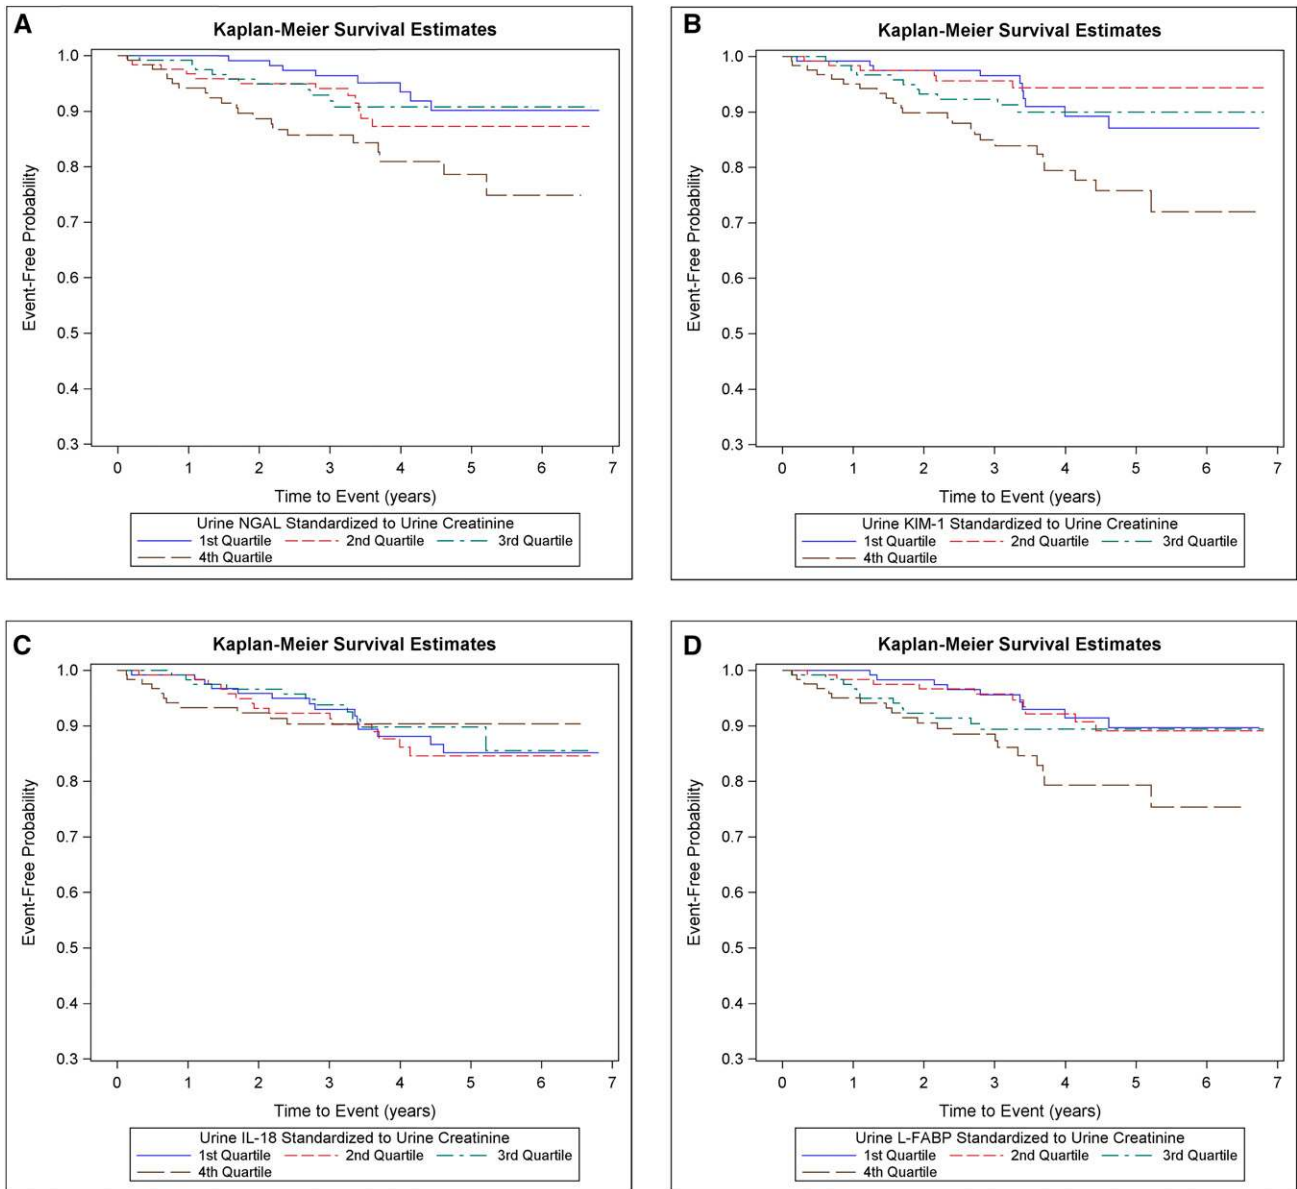 A
Kaplan-Meier Survival Estimates
1.0
0.9
0.8
0.7
0.6
0.5
0.4
0.3
Event-Free Probability
0 1 2 3 4 5 6 7
Time to Event (years)
Urine NGAL Standardized to Urine Creatinine
1st Quartile 2nd Quartile 3rd Quartile
4th Quartile
B
Kaplan-Meier Survival Estimates
1.0
0.9
0.8
0.7
0.6
0.5
0.4
0.3
Event-Free Probability
0 1 2 3 4 5 6 7
Time to Event (years)
Urine KIM-1 Standardized to Urine Creatinine
1st Quartile 2nd Quartile 3rd Quartile
4th Quartile
C
Kaplan-Meier Survival Estimates
1.0
0.9
0.8
0.7
0.6
0.5
0.4
0.3
Event-Free Probability
0 1 2 3 4 5 6 7
Time to Event (years)
Urine IL-18 Standardized to Urine Creatinine
1st Quartile 2nd Quartile 3rd Quartile
4th Quartile
D
Kaplan-Meier Survival Estimates
1.0
0.9
0.8
0.7
0.6
0.5
0.4
0.3
Event-Free Probability
0 1 2 3 4 5 6 7
Time to Event (years)
Urine L-FABP Standardized to Urine Creatinine
1st Quartile 2nd Quartile 3rd Quartile
4th Quartile